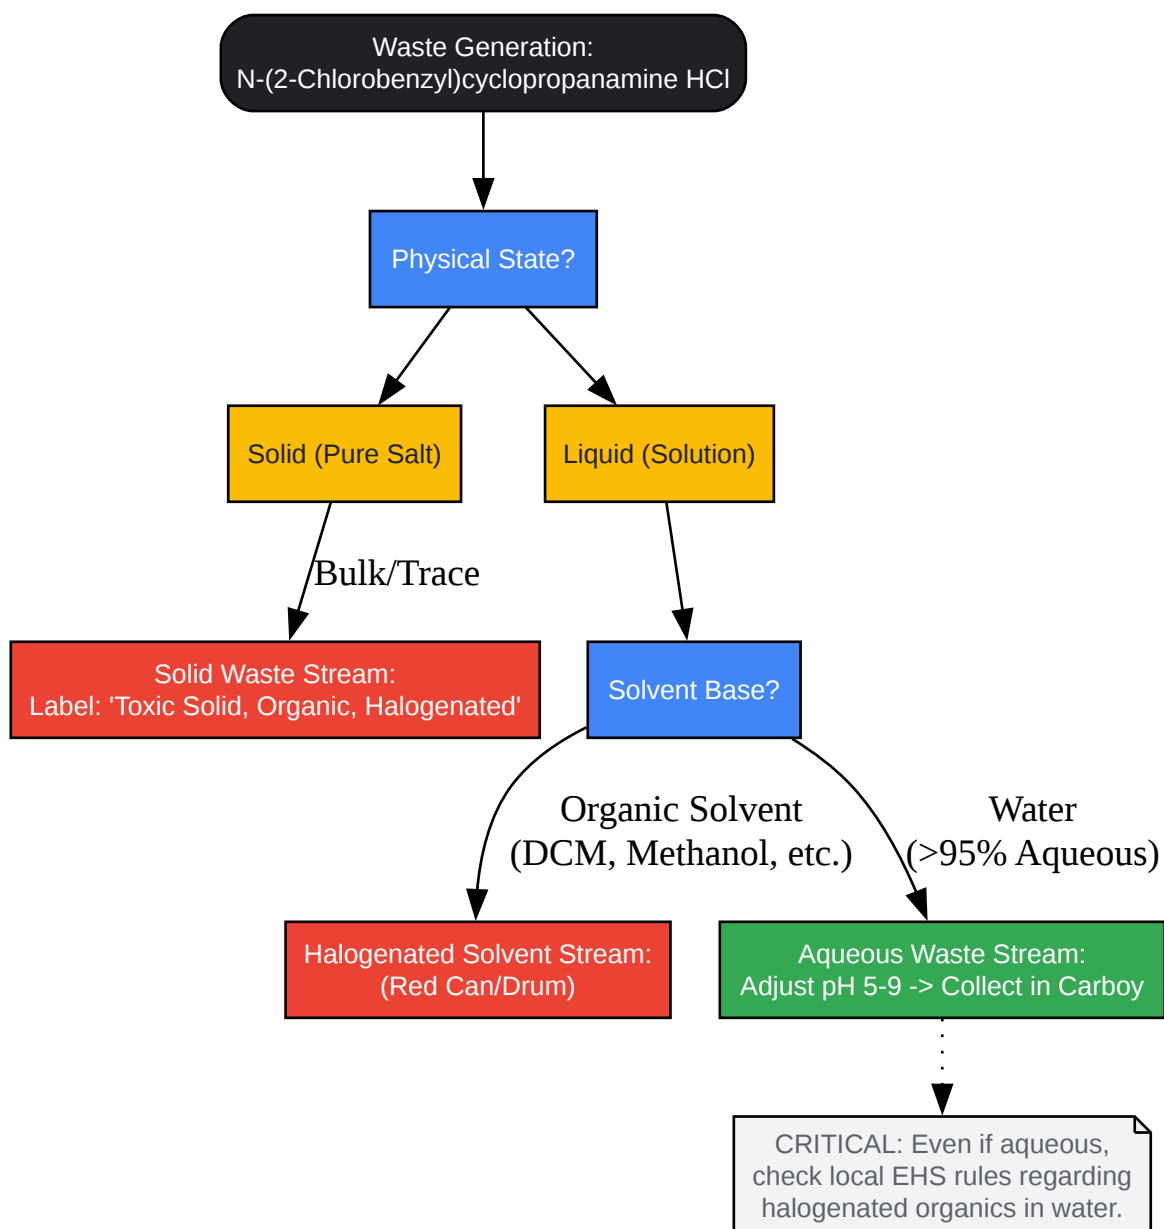 Waste Generation:
N-(2-Chlorobenzyl)cyclopropanamine HCl
Physical State?
Solid (Pure Salt)
Liquid (Solution)
Bulk/Trace
Solid Waste Stream:
Label: 'Toxic Solid, Organic, Halogenated'
Solvent Base?
Organic Solvent
(DCM, Methanol, etc.)
Water
(>95% Aqueous)
Halogenated Solvent Stream:
(Red Can/Drum)
Aqueous Waste Stream:
Adjust pH 5-9 -> Collect in Carboy
CRITICAL: Even if aqueous,
check local EHS rules regarding
halogenated organics in water.